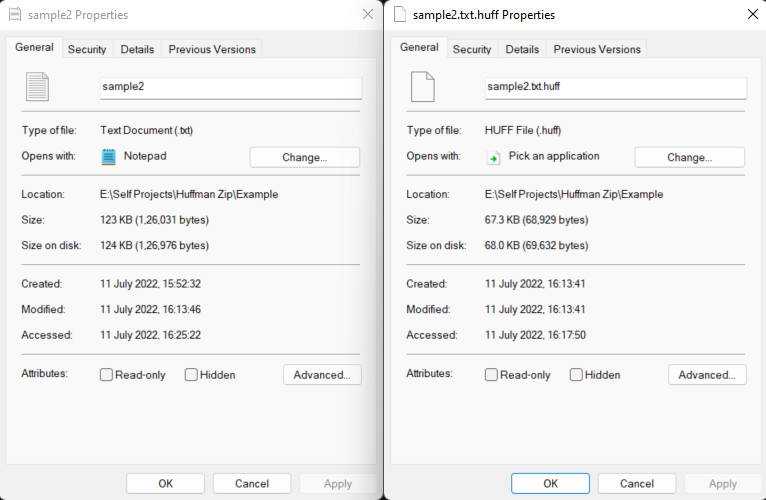 sample2 Properties
General Security Details Previous Versions
sample2
Type of file: Text Document (.txt)
Opens with: Notepad Change...
Location: E:\Self Projects\Huffman Zip\Example
Size: 123 KB (1,26,031 bytes)
Size on disk: 124 KB (1,26,976 bytes)
Created: 11 July 2022, 15:52:32
Modified: 11 July 2022, 16:13:46
Accessed: 11 July 2022, 16:25:22
Attributes: Read-only Hidden Advanced...
OK Cancel Apply
sample2.txt.huff Properties
General Security Details Previous Versions
sample2.txt.huff
Type of file: HUFF File (.huff)
Opens with: Pick an application Change...
Location: E:\Self Projects\Huffman Zip\Example
Size: 67.3 KB (68,929 bytes)
Size on disk: 68.0 KB (69,632 bytes)
Created: 11 July 2022, 16:13:41
Modified: 11 July 2022, 16:13:41
Accessed: 11 July 2022, 16:17:50
Attributes: Read-only Hidden Advanced...
OK Cancel Apply